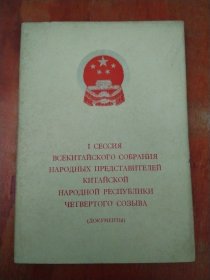 I СЕССИЯ
ВСЕКИТАЙСКОГО СОБРАНИЯ
НАРОДНЫХ ПРЕДСТАВИТЕЛЕЙ
КИТАЙСКОЙ
НАРОДНОЙ РЕСПУБЛИКИ
ЧЕТВЕРТОГО СОЗЫВА
(ДОКУМЕНТЫ)